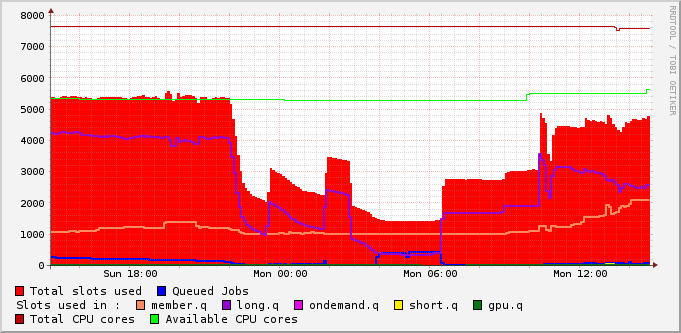 8000
7000
6000
5000
4000
3000
2000
1000
0
Sun 18:00 Mon 00:00 Mon 06:00 Mon 12:00
RRDTOOL / TOBI OETIKER
Total slots used Queued Jobs
Slots used in : member.q long.q ondemand.q short.q gpu.q
Total CPU cores Available CPU cores